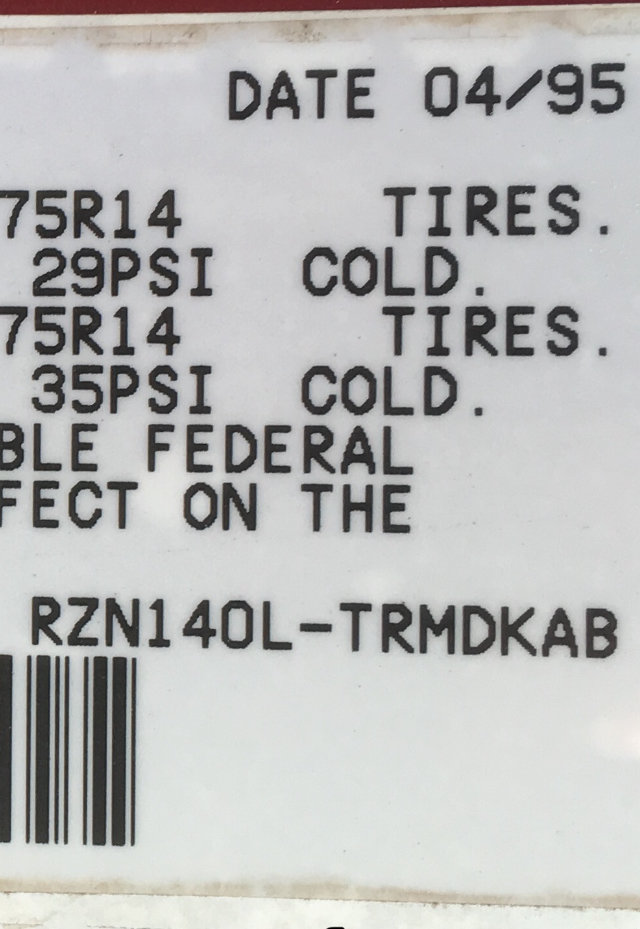 DATE 04/95
75R14 TIRES.
29PSI COLD.
75R14 TIRES.
35PSI COLD.
BLE FEDERAL
FECT ON THE
RZN140L-TRMDKAB